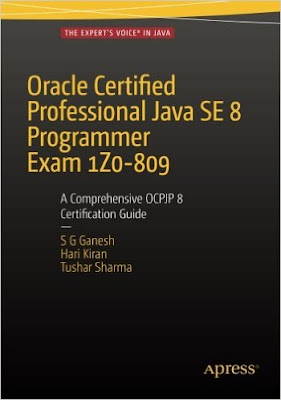 THE EXPERT'S VOICE® IN JAVA
Oracle Certified
Professional Java SE 8
Programmer
Exam 1Z0-809
A Comprehensive OCPJP 8
Certification Guide
S G Ganesh
Hari Kiran
Tushar Sharma
Apress®